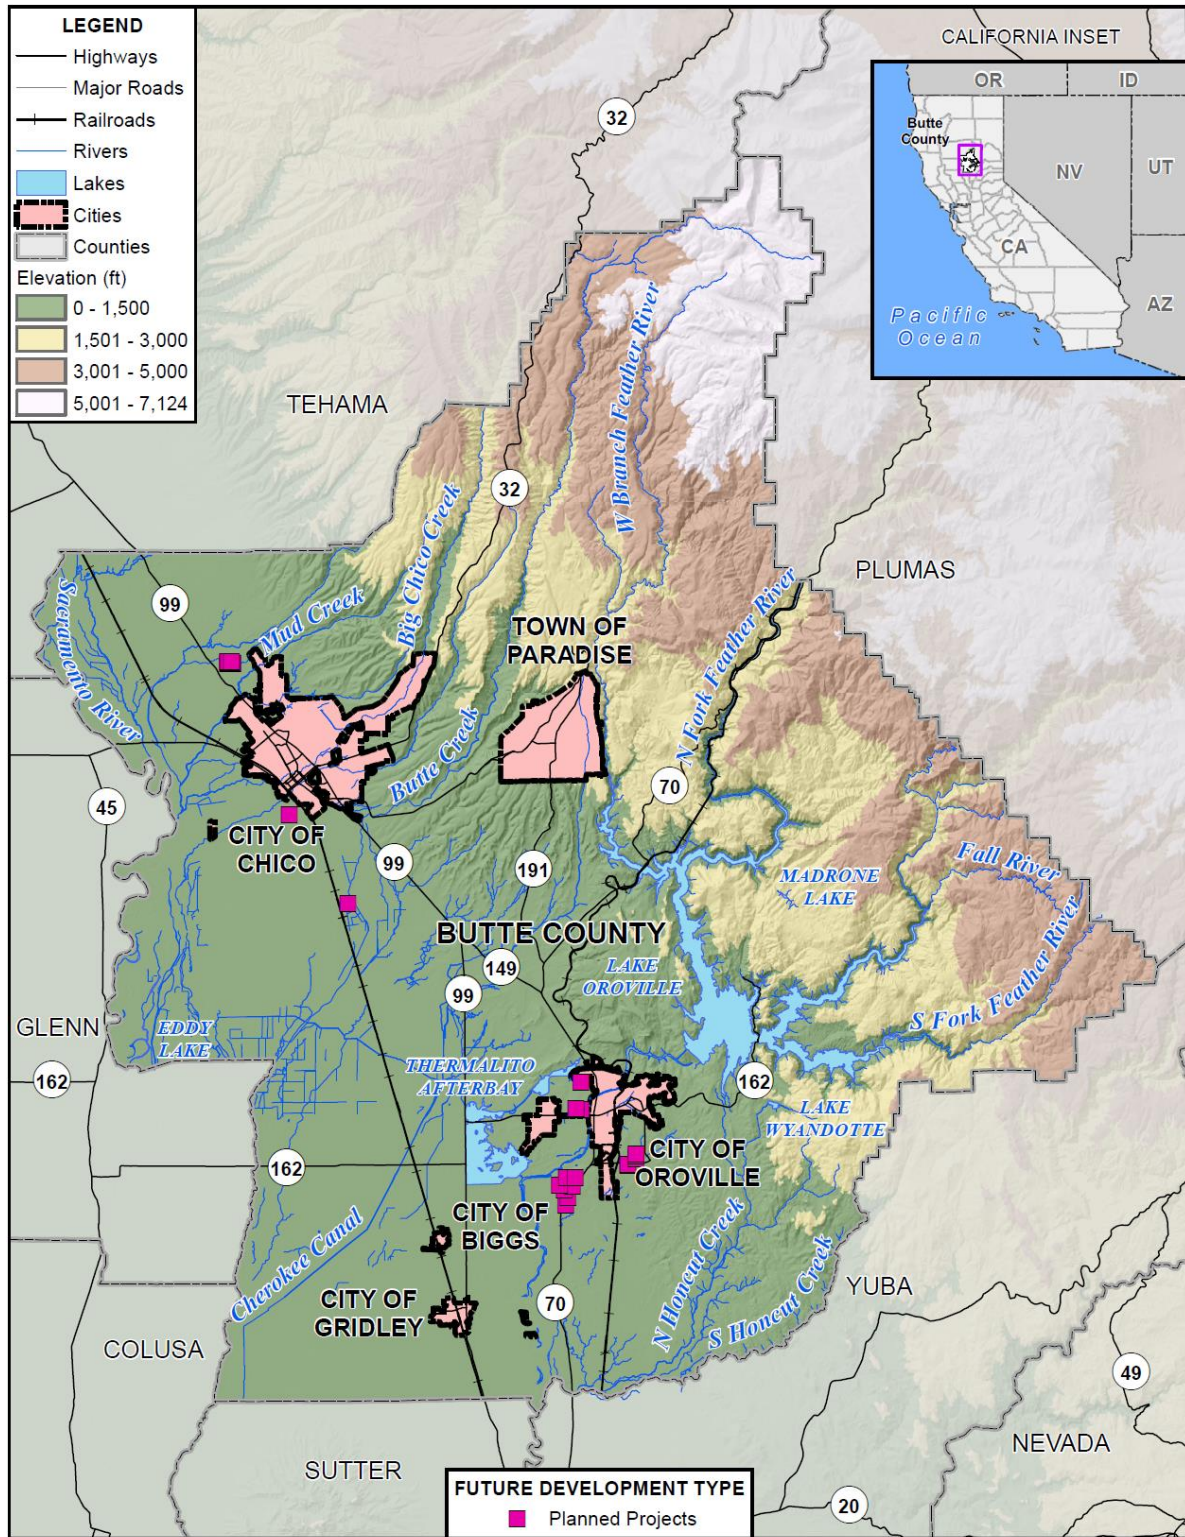 LEGEND
Highways
Major Roads
Railroads
Rivers
Lakes
Cities
Counties
Elevation (ft)
0 - 1,500
1,501 - 3,000
3,001 - 5,000
5,001 - 7,124
CALIFORNIA INSET
OR
ID
Butte
County
NV
UT
CA
AZ
Pacific
Ocean
32
TEHAMA
W Branch Feather River
32
Big Chico Creek
PLUMAS
99
Sacramento River
Mud Creek
TOWN OF
PARADISE
N Fork Feather River
Butte Creek
70
45
CITY OF
CHICO
99
191
MADRONE
LAKE
Fall River
BUTTE COUNTY
149
LAKE
OROVILLE
99
S Fork Feather River
GLENN
EDDY
LAKE
THERMALITO
AFTERBAY
162
162
LAKE
WYANDOTTE
162
CITY OF
OROVILLE
CITY OF
BIGGS
Cherokee Canal
N Honcut Creek
S Honcut Creek
YUBA
CITY OF
GRIDLEY
70
COLUSA
49
NEVADA
SUTTER
20
FUTURE DEVELOPMENT TYPE
Planned Projects